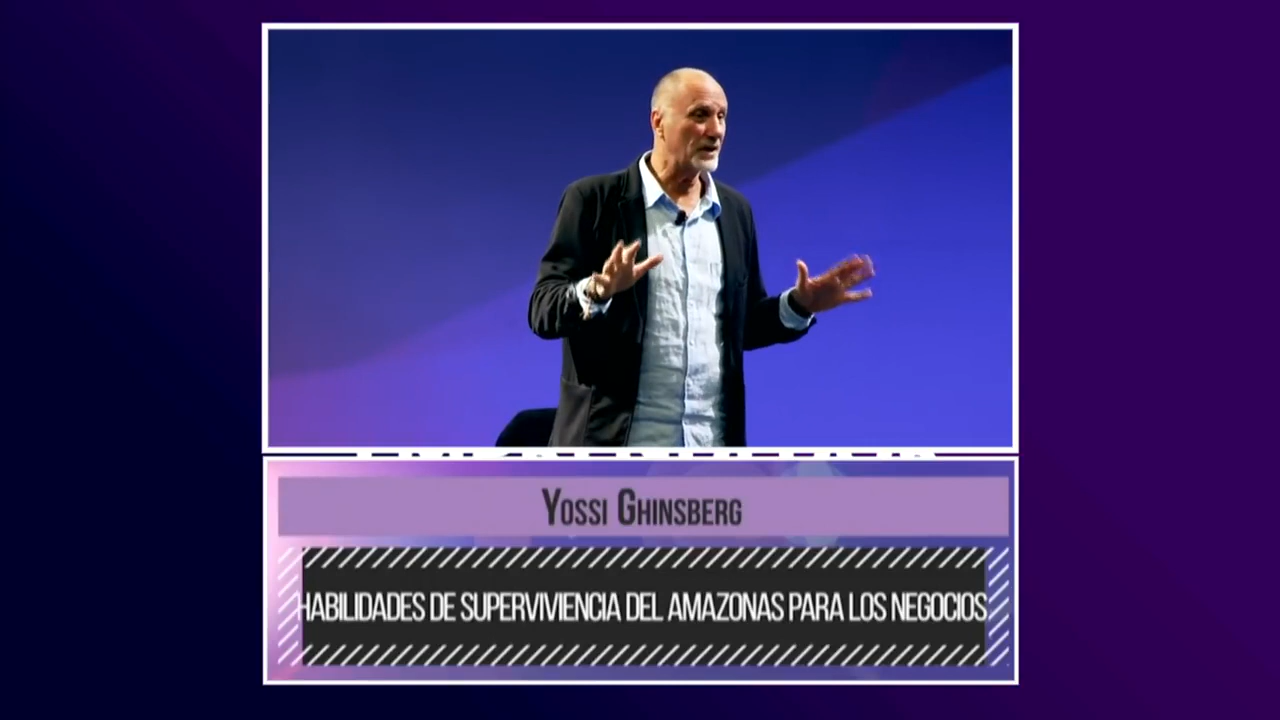 Yossi Ghinsberg
HABILIDADES DE SUPERVIVIENCIA DEL AMAZONAS PARA LOS NEGOCIOS